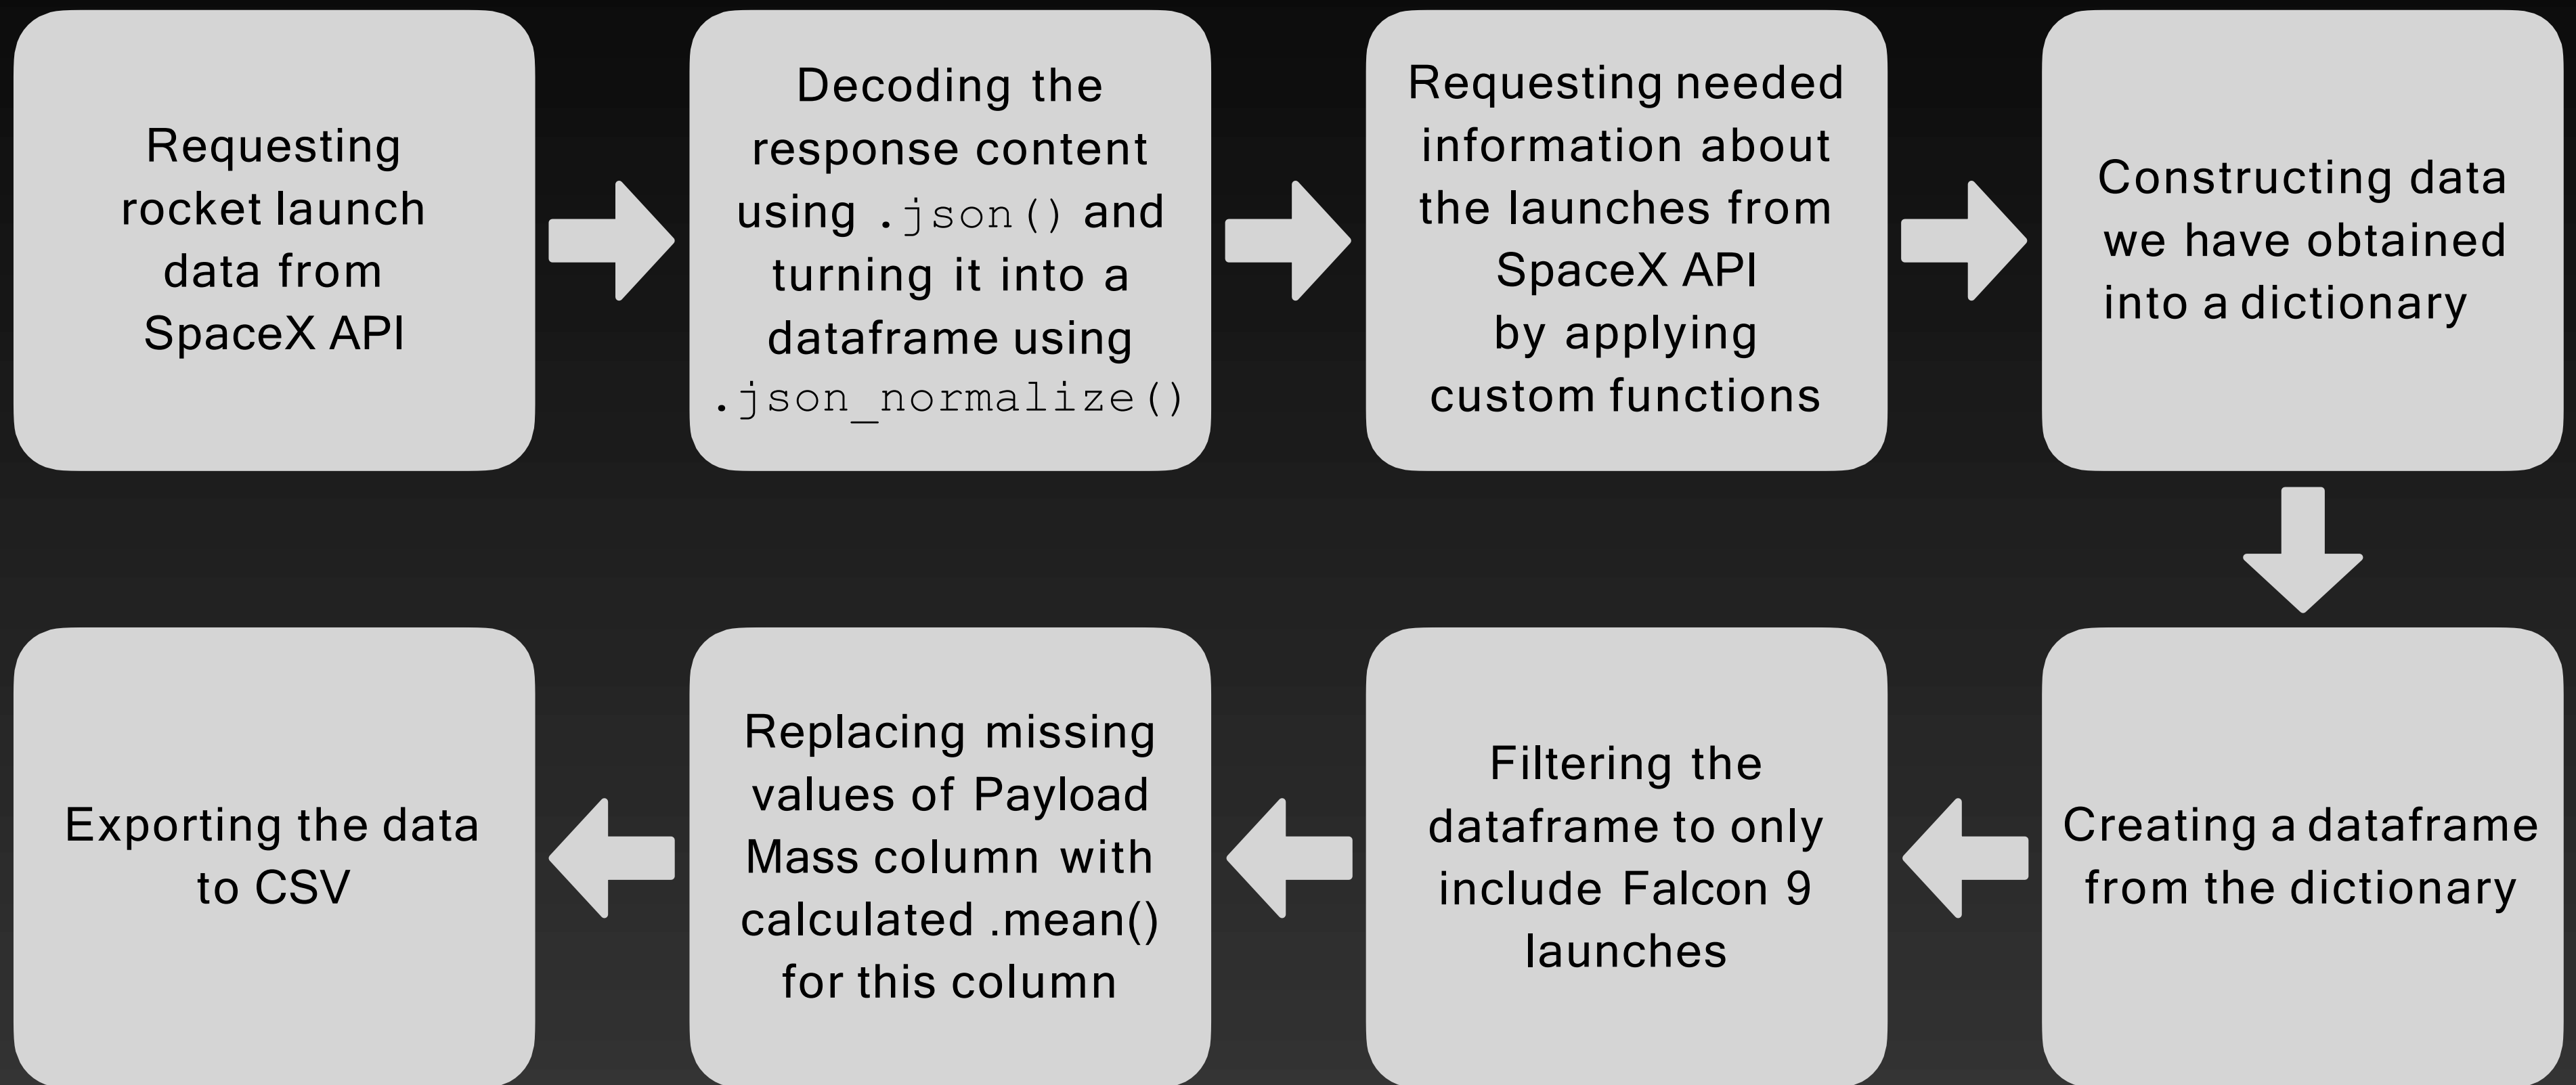 Requesting
rocket launch
data from
SpaceX API
Decoding the
response content
using .json() and
turning it into a
dataframe using
.json_normalize()
Requesting needed
information about
the launches from
SpaceX API
by applying
custom functions
Constructing data
we have obtained
into a dictionary
Creating a dataframe
from the dictionary
Filtering the
dataframe to only
include Falcon 9
launches
Replacing missing
values of Payload
Mass column with
calculated .mean()
for this column
Exporting the data
to CSV